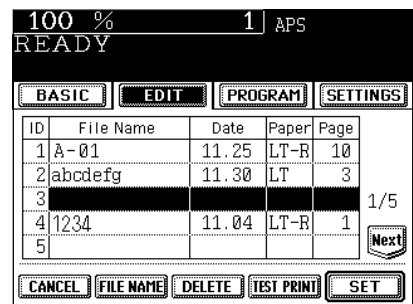 100 % 1 APS
READY
BASIC EDIT PROGRAM SETTINGS
ID File Name Date Paper Page
1 A-01 11.25 LT-R 10
2 abcdefg 11.30 LT 3
3
4 1234 11.04 LT-R 1
5
1/5
Next
CANCEL FILE NAME DELETE TEST PRINT SET